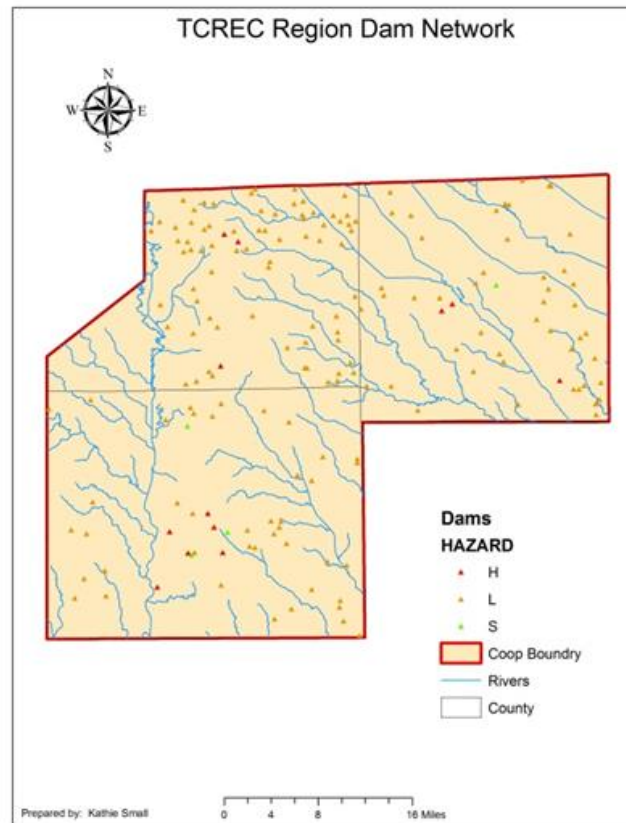 TCREC Region Dam Network
N
W E
S
Dams
HAZARD
H
L
S
Coop Boundry
Rivers
County
Prepared by: Kathie Small
0 4 8 16 Miles